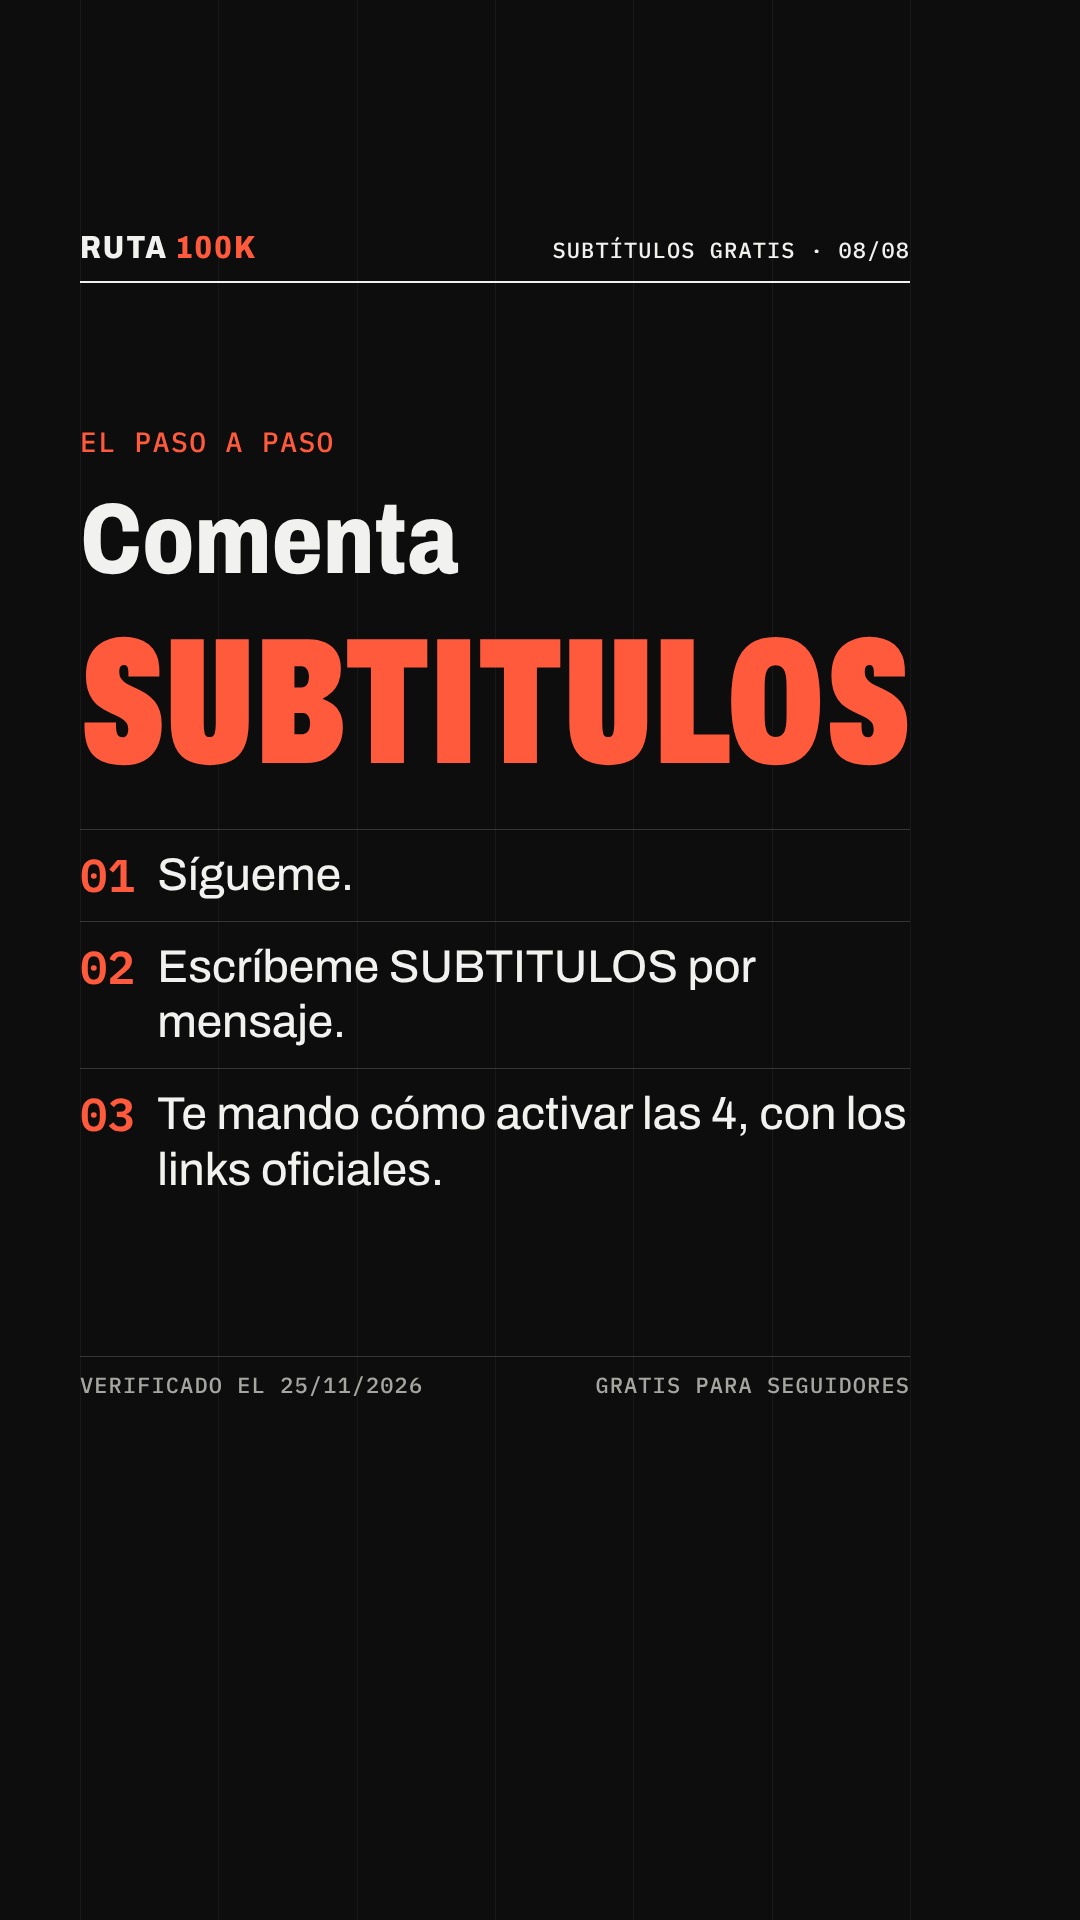 RUTA 100K
SUBTÍTULOS GRATIS · 08/08
EL PASO A PASO
Comenta
SUBTITULOS
01 Sígueme.
02 Escríbeme SUBTITULOS por
mensaje.
03 Te mando cómo activar las 4, con los
links oficiales.
VERIFICADO EL 25/11/2026
GRATIS PARA SEGUIDORES